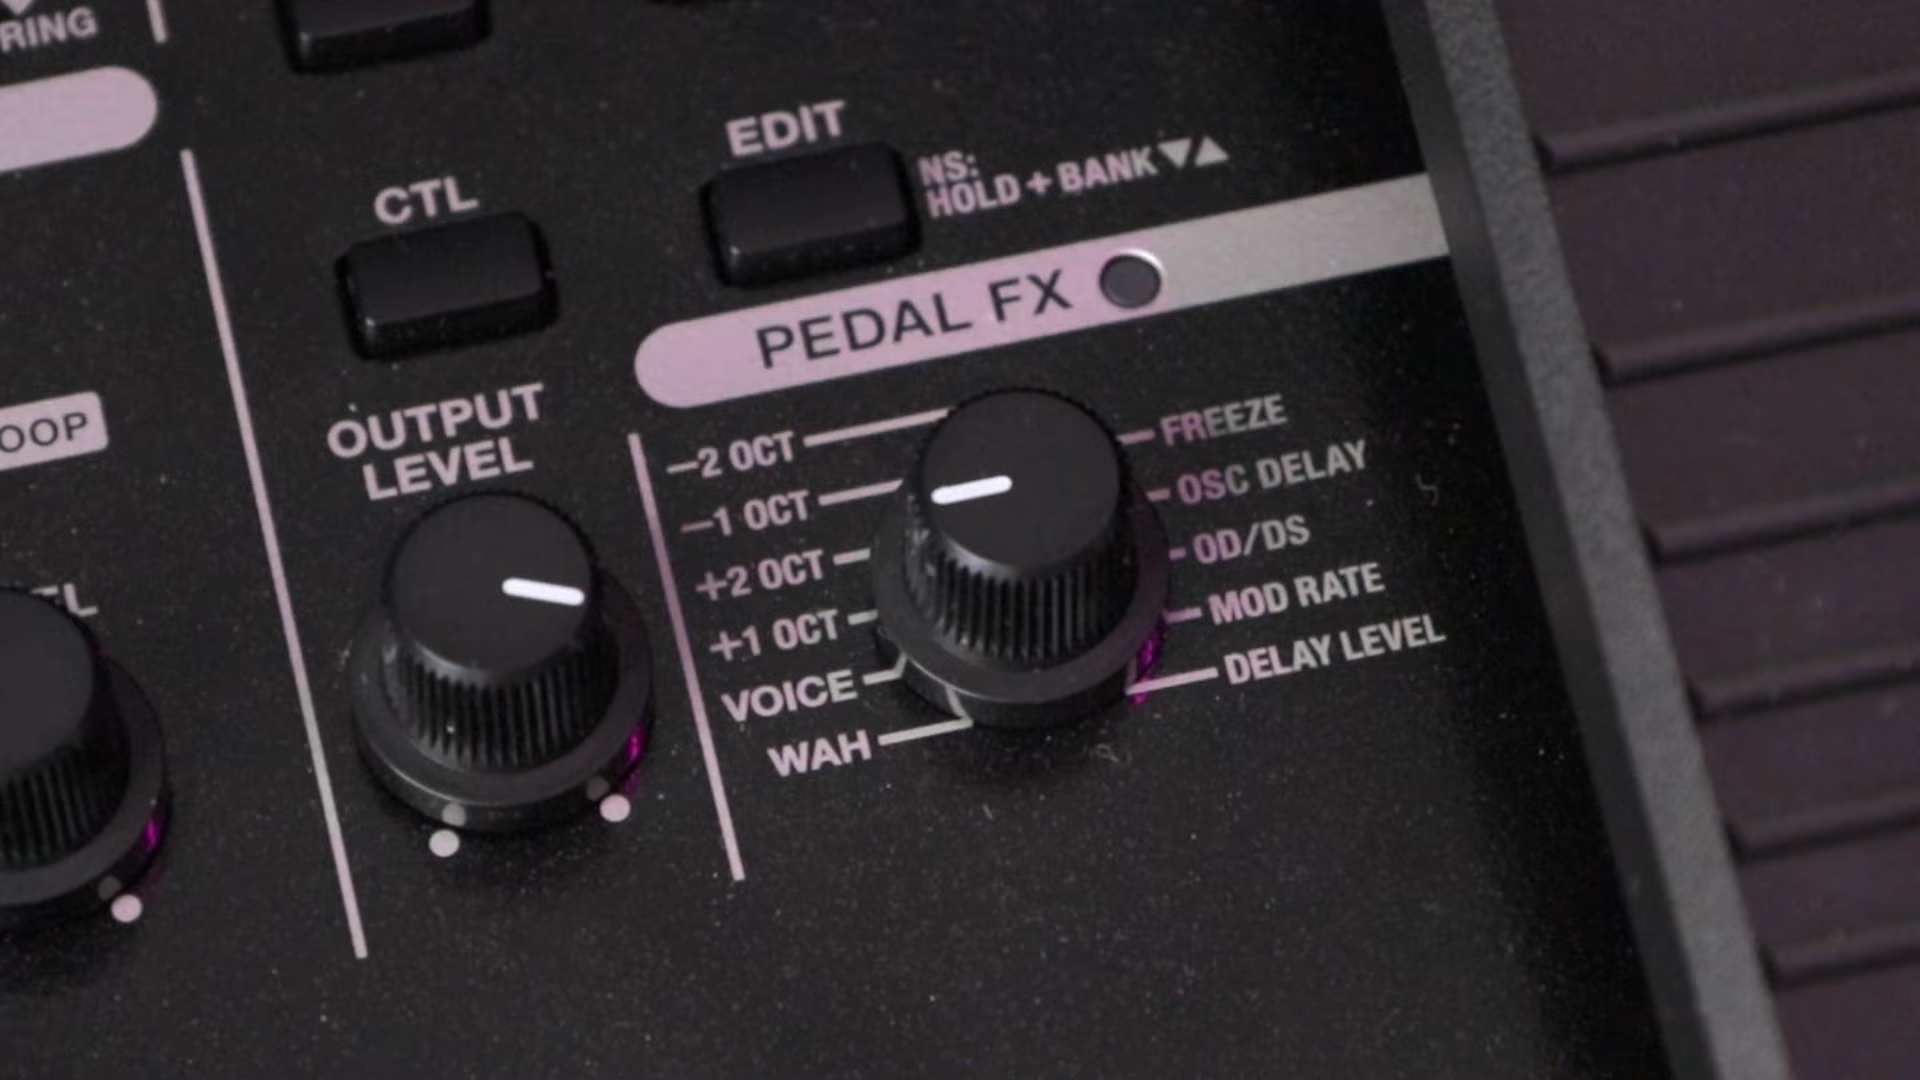 RING
EDIT
NS:
HOLD + BANK ▼▲
CTL
PEDAL FX
OOP
OUTPUT
LEVEL
EL
−2 OCT
−1 OCT
+2 OCT
+1 OCT
VOICE
WAH
FREEZE
OSC DELAY
OD/DS
MOD RATE
DELAY LEVEL